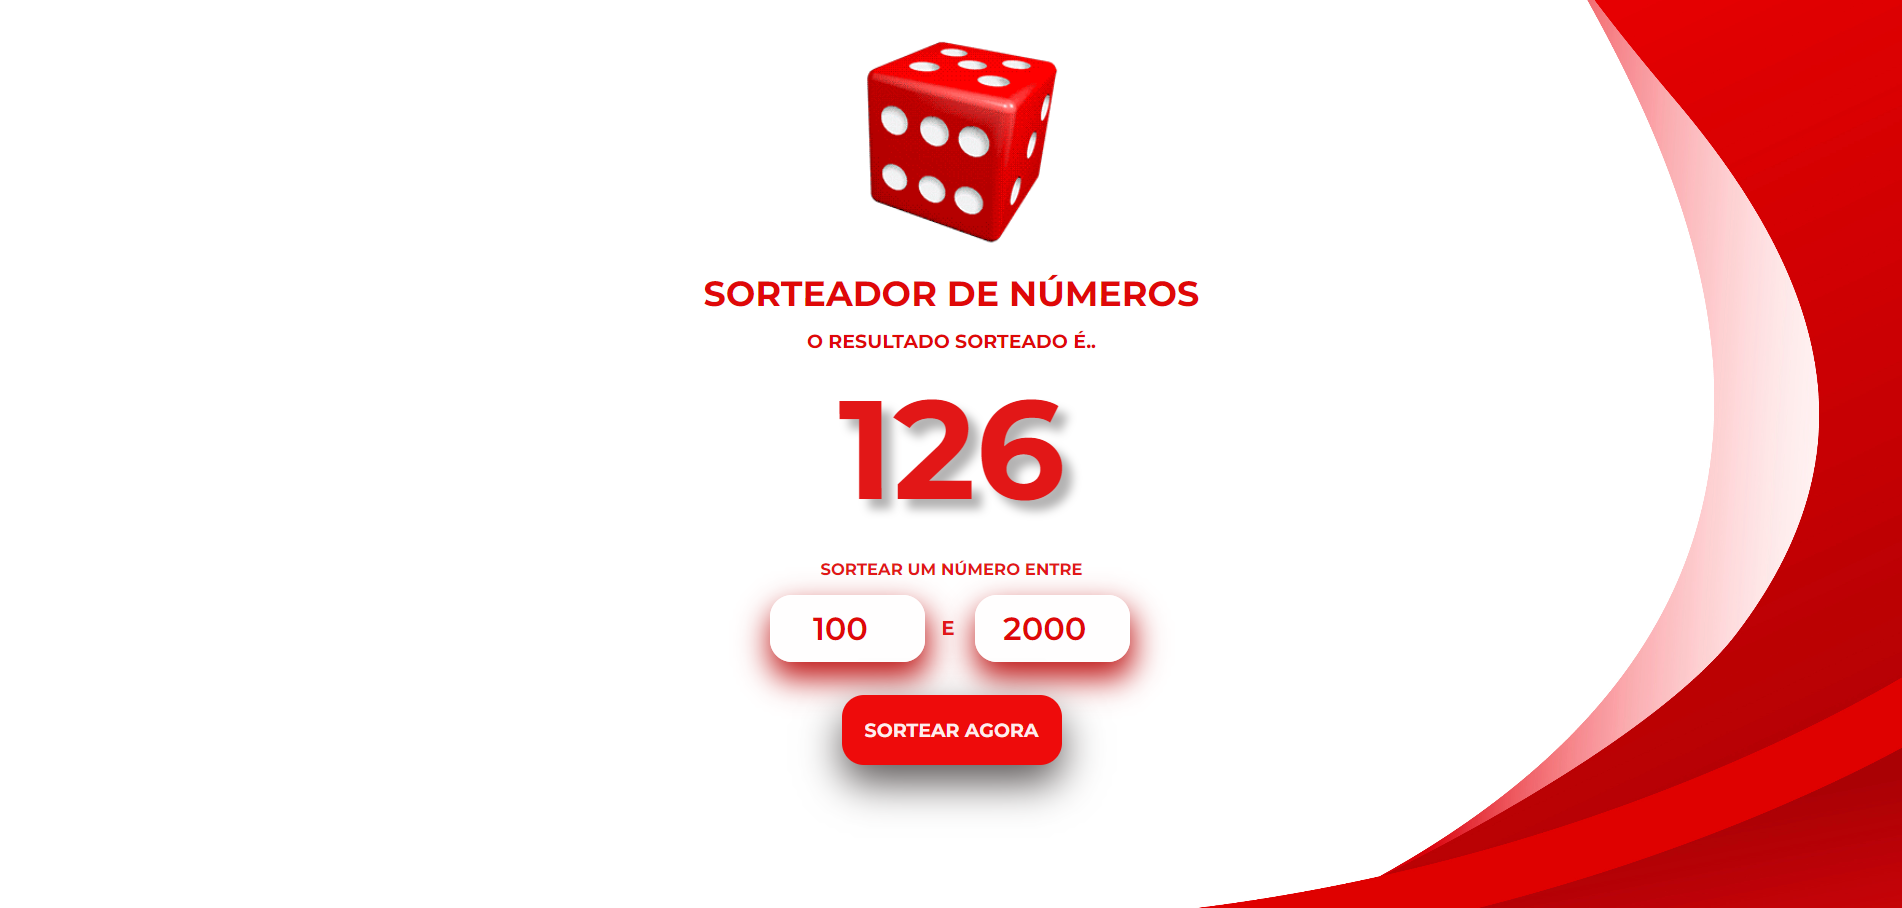 SORTEADOR DE NÚMEROS
O RESULTADO SORTEADO É..
126
SORTEAR UM NÚMERO ENTRE
100 E 2000
SORTEAR AGORA